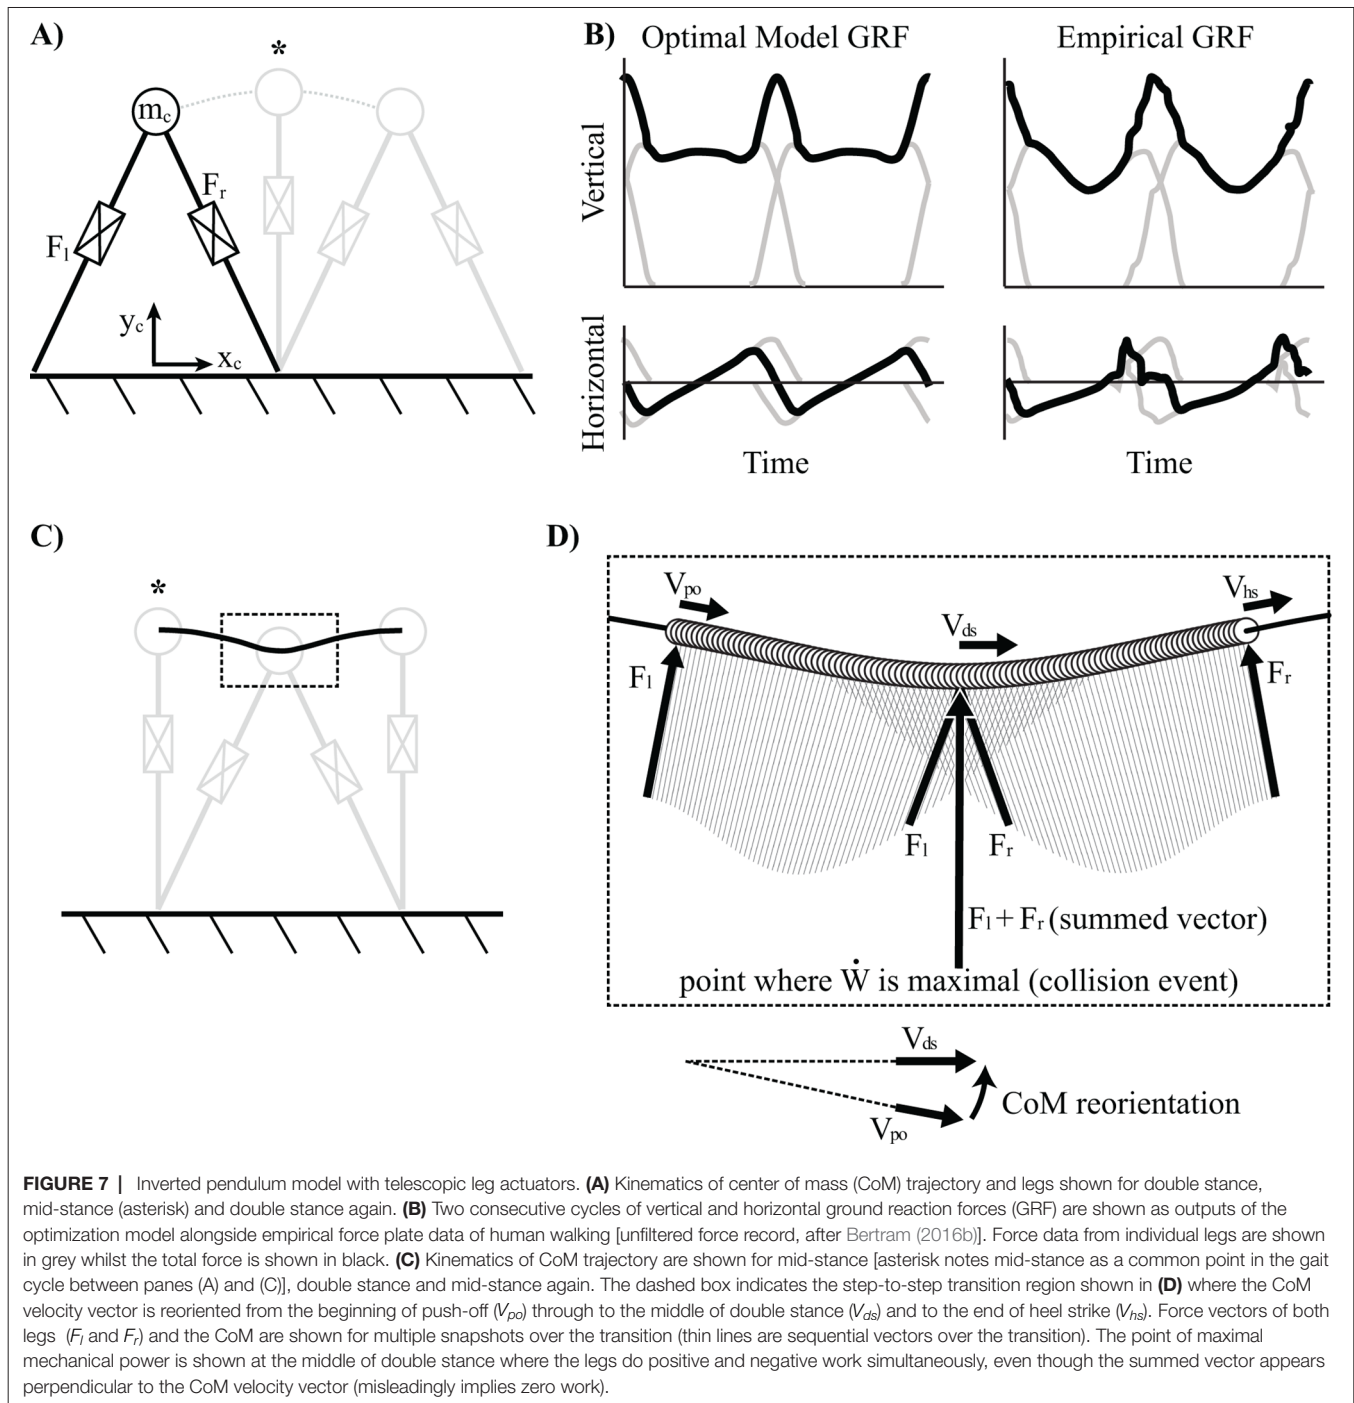 A)
*
mc
Fr
Fl
yc
xc
B)
Optimal Model GRF
Empirical GRF
Vertical
Horizontal
Time
Time
C)
*
D)
Vpo
Vds
Vhs
Fl
Fr
Fl
Fr
Fl + Fr (summed vector)
point where Ẇ is maximal (collision event)
Vds
CoM reorientation
Vpo
FIGURE 7 | Inverted pendulum model with telescopic leg actuators. (A) Kinematics of center of mass (CoM) trajectory and legs shown for double stance,
mid-stance (asterisk) and double stance again. (B) Two consecutive cycles of vertical and horizontal ground reaction forces (GRF) are shown as outputs of the
optimization model alongside empirical force plate data of human walking [unfiltered force record, after Bertram (2016b)]. Force data from individual legs are shown
in grey whilst the total force is shown in black. (C) Kinematics of CoM trajectory are shown for mid-stance [asterisk notes mid-stance as a common point in the gait
cycle between panes (A) and (C)], double stance and mid-stance again. The dashed box indicates the step-to-step transition region shown in (D) where the CoM
velocity vector is reoriented from the beginning of push-off (Vpo) through to the middle of double stance (Vds) and to the end of heel strike (Vhs). Force vectors of both
legs (Fl and Fr) and the CoM are shown for multiple snapshots over the transition (thin lines are sequential vectors over the transition). The point of maximal
mechanical power is shown at the middle of double stance where the legs do positive and negative work simultaneously, even though the summed vector appears
perpendicular to the CoM velocity vector (misleadingly implies zero work).